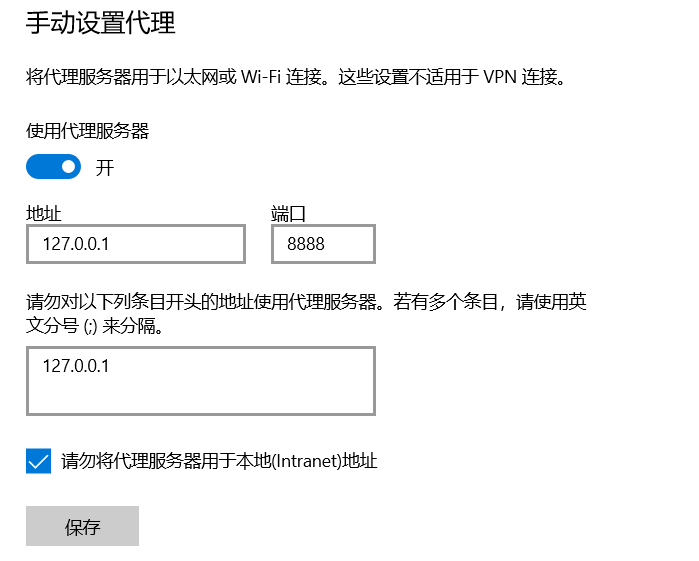 手动设置代理
将代理服务器用于以太网或 Wi-Fi 连接。这些设置不适用于 VPN 连接。
使用代理服务器
开
地址
端口
127.0.0.1
8888
请勿对以下列条目开头的地址使用代理服务器。若有多个条目，请使用英
文分号 (;) 来分隔。
127.0.0.1
请勿将代理服务器用于本地(Intranet)地址
保存